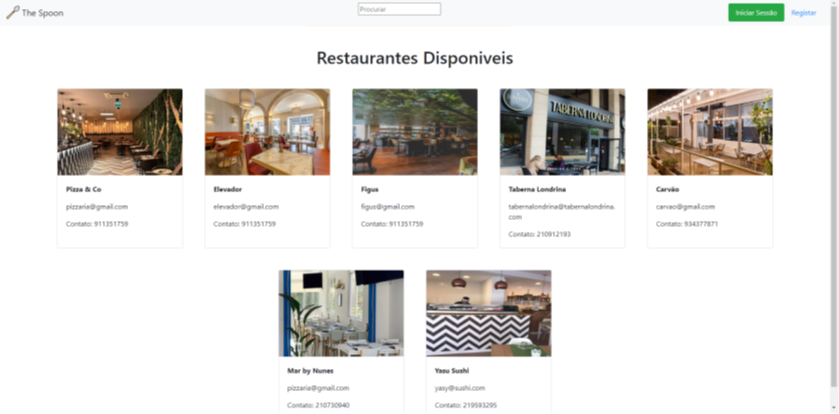 The Spoon
Procurar
Iniciar Sessão
Registar
Restaurantes Disponiveis
TABERNA LONDRINA
Pizza & Co
pizzaria@gmail.com
Contato: 911351759
Elevador
elevador@gmail.com
Contato: 911351759
Figus
figus@gmail.com
Contato: 911351759
Taberna Londrina
tabernalondrina@tabernalondrina.
com
Contato: 210912193
Carvão
carvao@gmail.com
Contato: 934377871
Mar by Nunes
pizzaria@gmail.com
Contato: 210730940
Yasu Sushi
yasy@sushi.com
Contato: 219593295